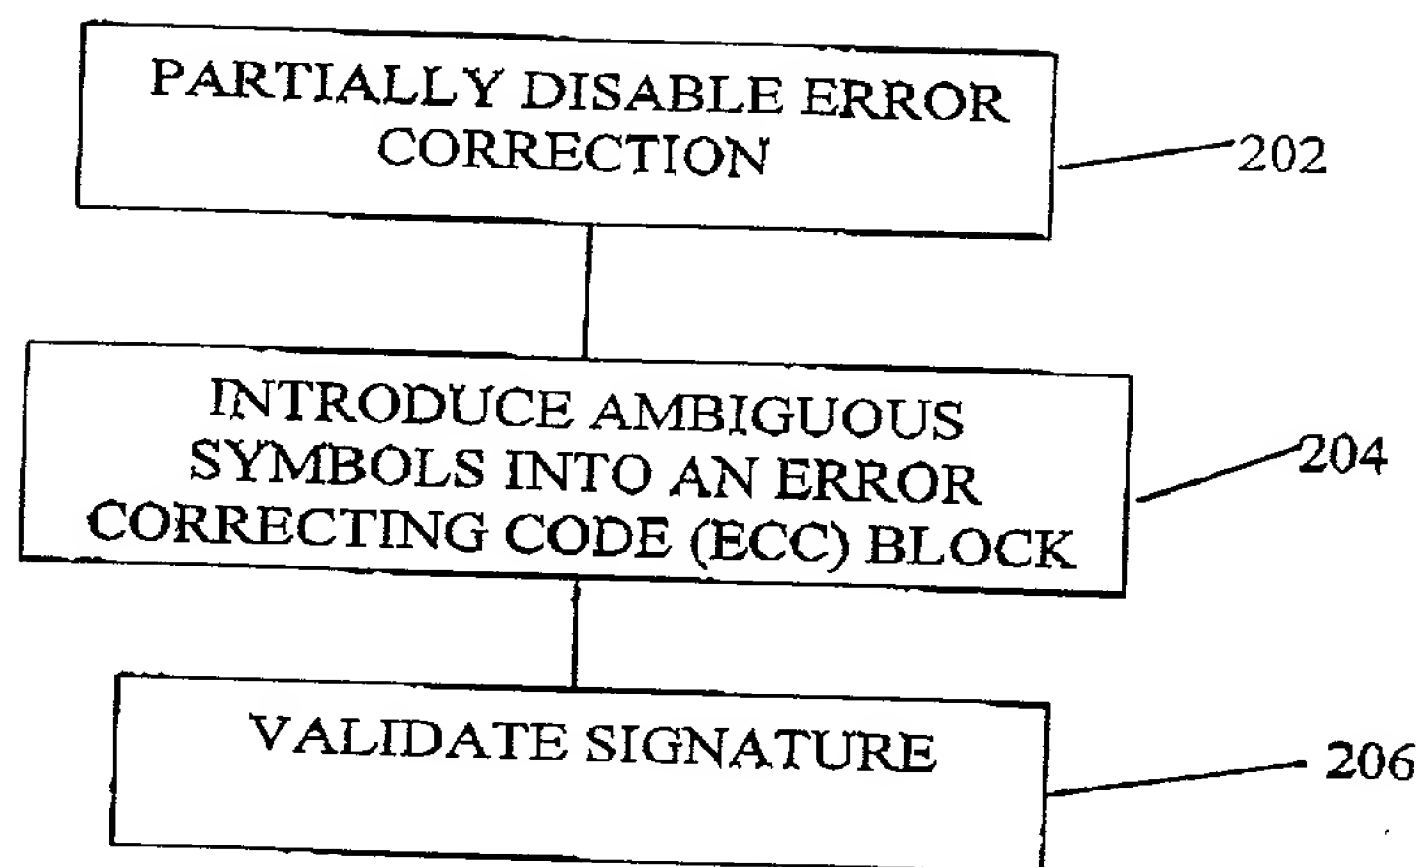 PARTIALLY DISABLE ERROR
CORRECTION
202
INTRODUCE AMBIGUOUS
SYMBOLS INTO AN ERROR
CORRECTING CODE (ECC) BLOCK
204
VALIDATE SIGNATURE
206